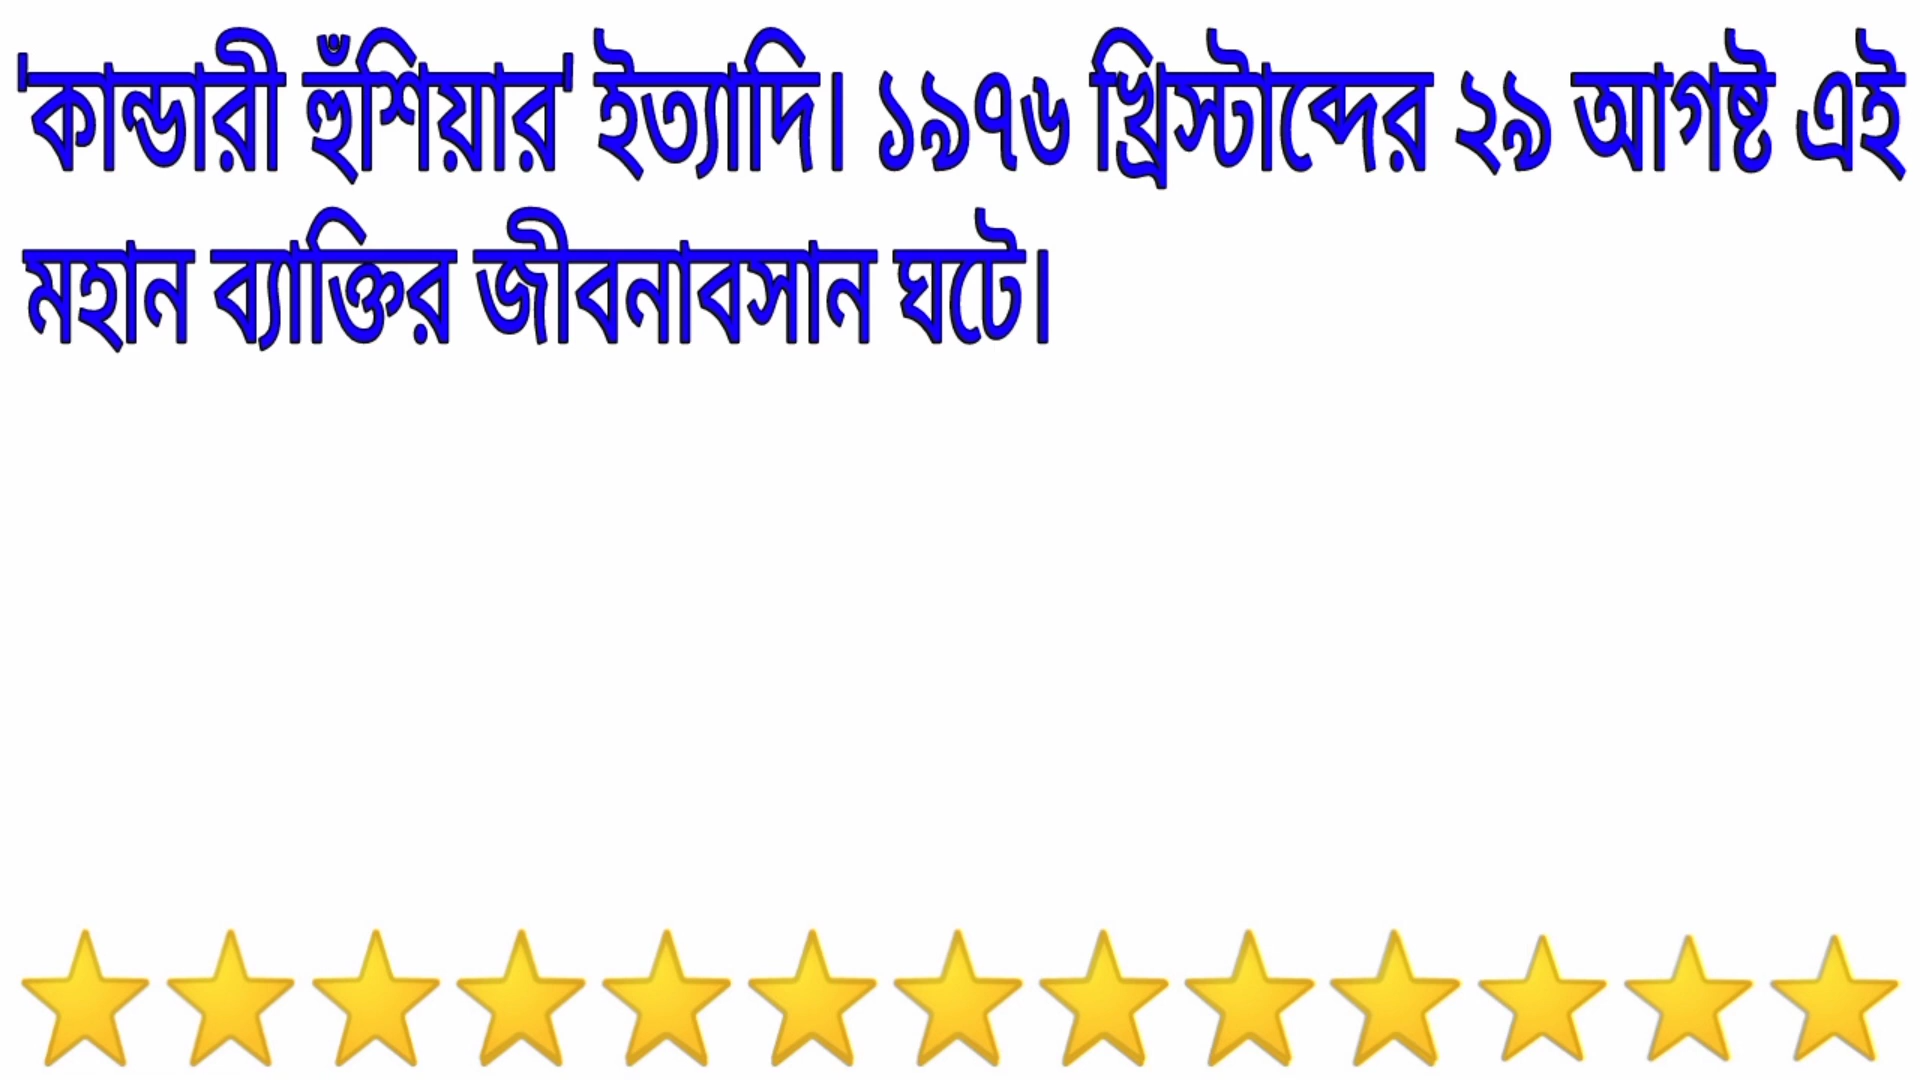 'কান্ডারী হুঁশিয়ার' ইত্যাদি। ১৯৭৬ খ্রিস্টাব্দের ২৯ আগষ্ট এই
মহান ব্যাক্তির জীবনাবসান ঘটে।